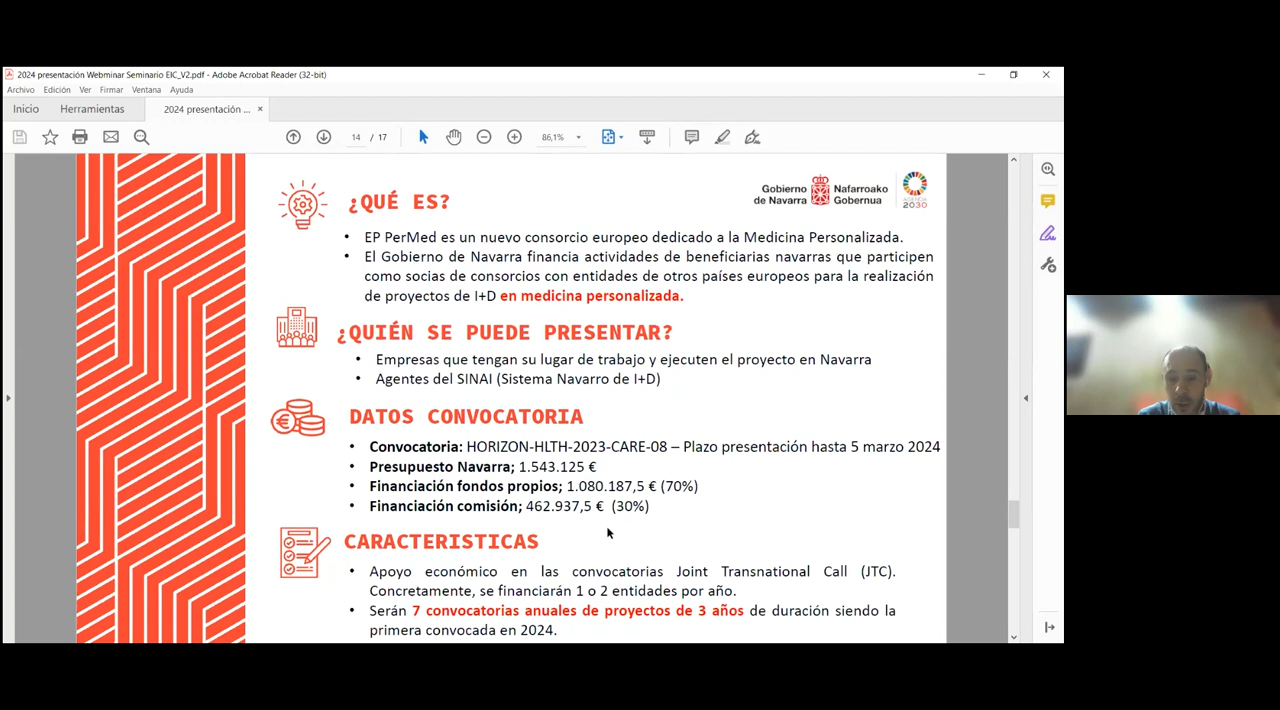 2024 presentación Webminar Seminario EIC_V2.pdf - Adobe Acrobat Reader (32-bit)
Archivo Edición Ver Firmar Ventana Ayuda
Inicio Herramientas 2024 presentación ... ×
14 / 17 86,1%
¿QUÉ ES?
Gobierno de Navarra
Nafarroako Gobernua
AGENDA 2030
• EP PerMed es un nuevo consorcio europeo dedicado a la Medicina Personalizada.
• El Gobierno de Navarra financia actividades de beneficiarias navarras que participen
como socias de consorcios con entidades de otros países europeos para la realización
de proyectos de I+D en medicina personalizada.
¿QUIÉN SE PUEDE PRESENTAR?
• Empresas que tengan su lugar de trabajo y ejecuten el proyecto en Navarra
• Agentes del SINAI (Sistema Navarro de I+D)
DATOS CONVOCATORIA
• Convocatoria: HORIZON-HLTH-2023-CARE-08 – Plazo presentación hasta 5 marzo 2024
• Presupuesto Navarra; 1.543.125 €
• Financiación fondos propios; 1.080.187,5 € (70%)
• Financiación comisión; 462.937,5 € (30%)
CARACTERISTICAS
• Apoyo económico en las convocatorias Joint Transnational Call (JTC).
Concretamente, se financiarán 1 o 2 entidades por año.
• Serán 7 convocatorias anuales de proyectos de 3 años de duración siendo la
primera convocada en 2024.